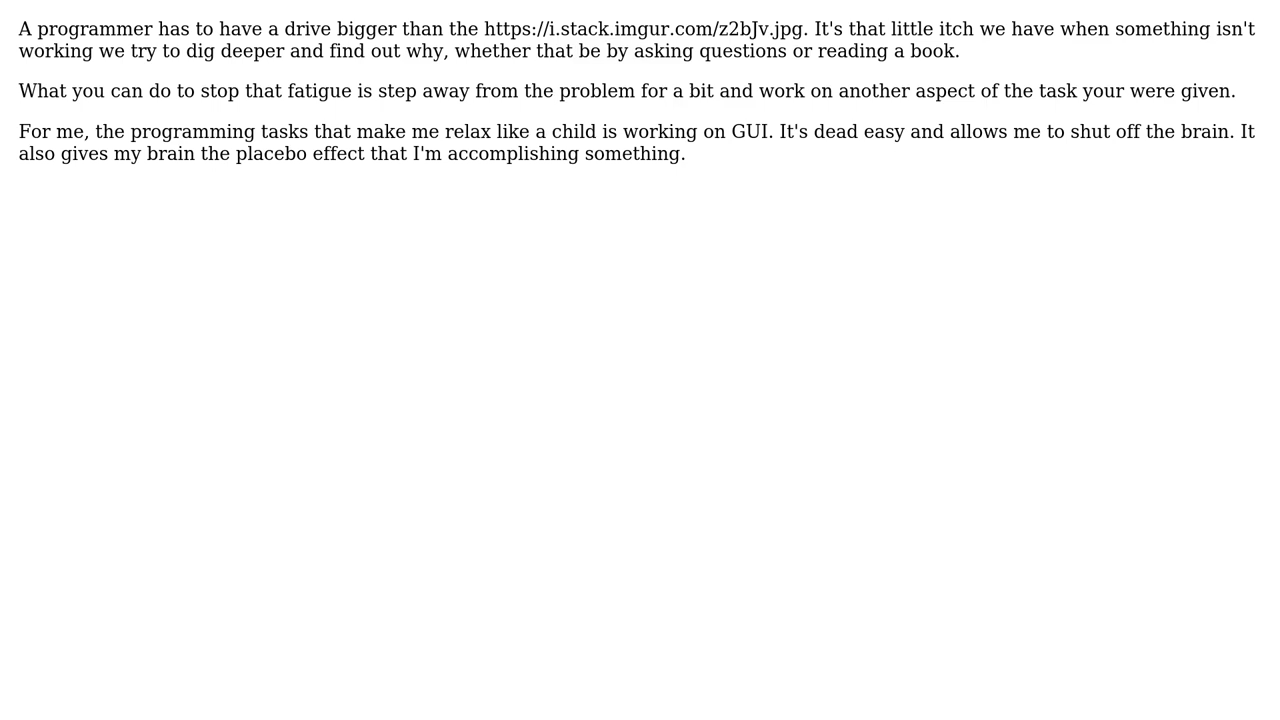 A programmer has to have a drive bigger than the https://i.stack.imgur.com/z2bJv.jpg. It's that little itch we have when something isn't
working we try to dig deeper and find out why, whether that be by asking questions or reading a book.
What you can do to stop that fatigue is step away from the problem for a bit and work on another aspect of the task your were given.
For me, the programming tasks that make me relax like a child is working on GUI. It's dead easy and allows me to shut off the brain. It
also gives my brain the placebo effect that I'm accomplishing something.